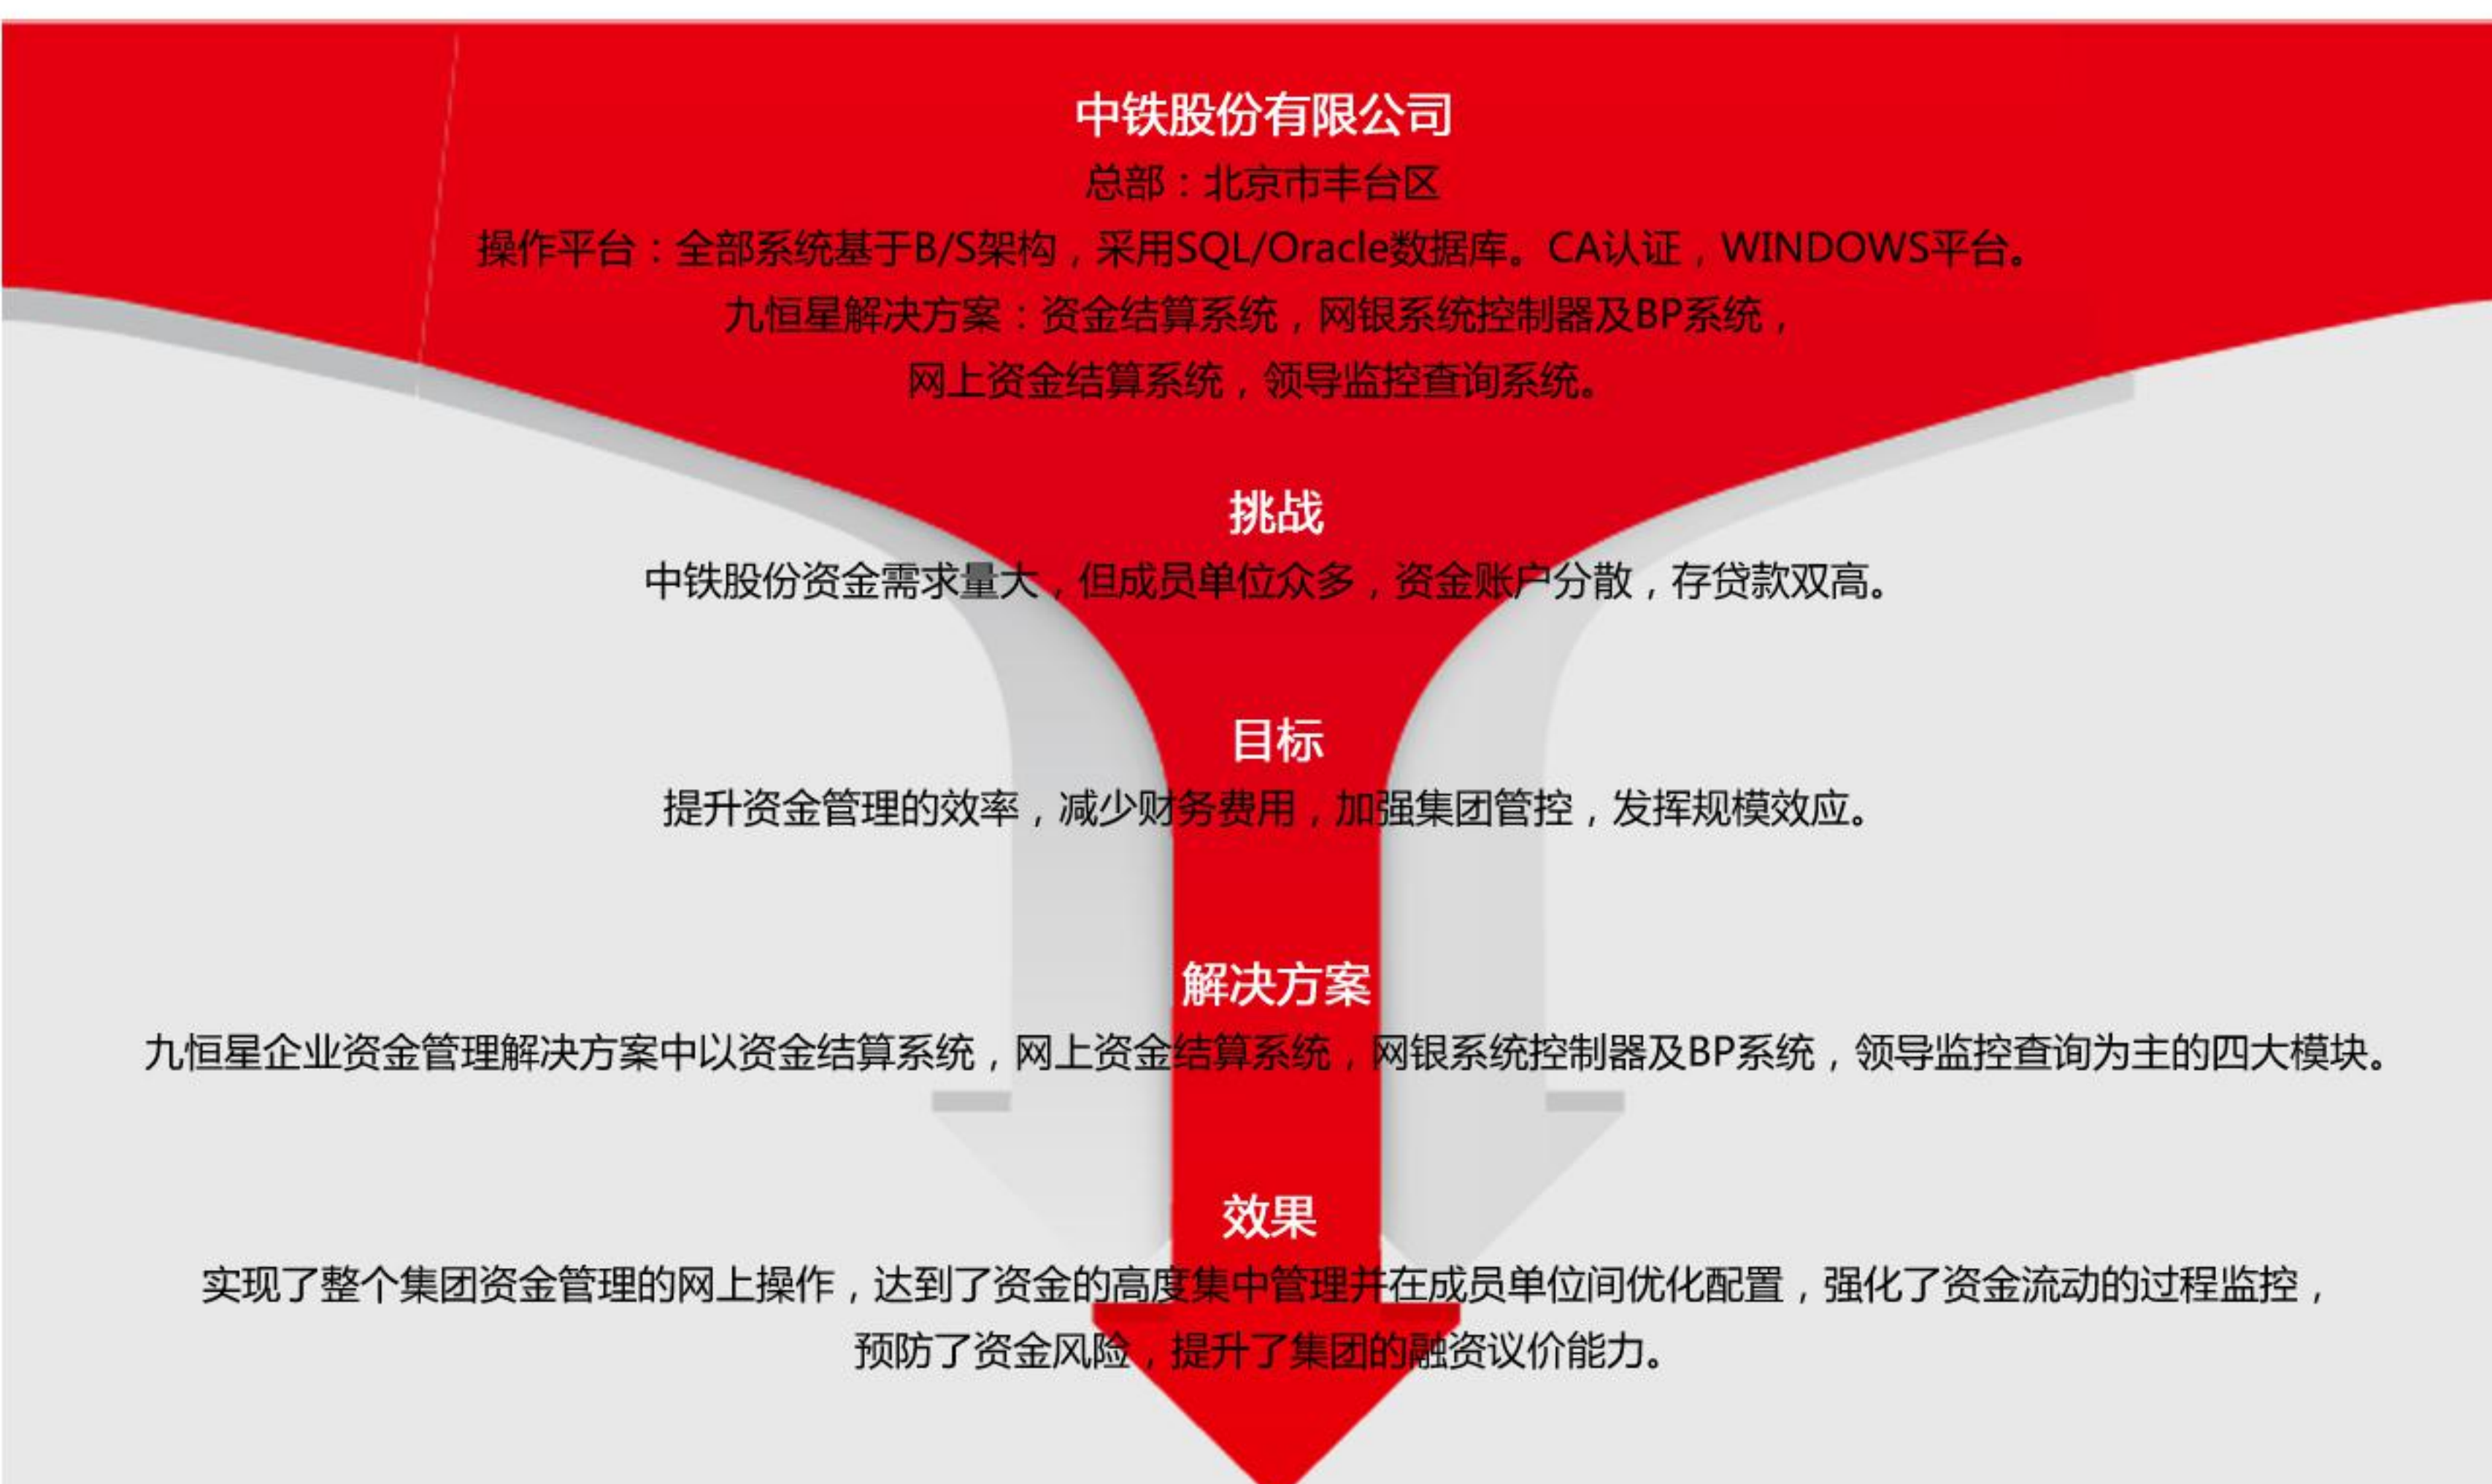 中铁股份有限公司
总部：北京市丰台区
操作平台：全部系统基于B/S架构，采用SQL/Oracle数据库。CA认证，WINDOWS平台。
九恒星解决方案：资金结算系统，网银系统控制器及BP系统，
网上资金结算系统，领导监控查询系统。
挑战
中铁股份资金需求量大，但成员单位众多，资金账户分散，存贷款双高。
目标
提升资金管理的效率，减少财务费用，加强集团管控，发挥规模效应。
解决方案
九恒星企业资金管理解决方案中以资金结算系统，网上资金结算系统，网银系统控制器及BP系统，领导监控查询为主的四大模块。
效果
实现了整个集团资金管理的网上操作，达到了资金的高度集中管理并在成员单位间优化配置，强化了资金流动的过程监控，
预防了资金风险，提升了集团的融资议价能力。